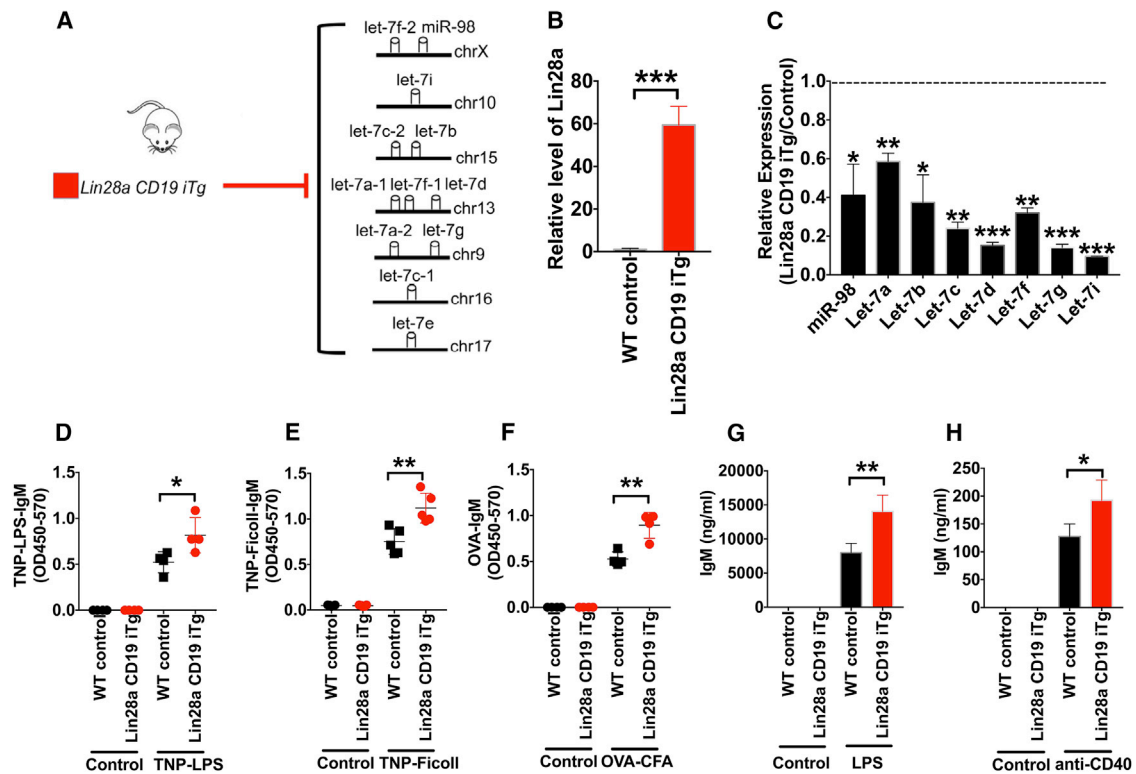 A
let-7f-2 miR-98
chrX
let-7i
chr10
let-7c-2 let-7b
chr15
let-7a-1 let-7f-1 let-7d
chr13
let-7a-2 let-7g
chr9
let-7c-1
chr16
let-7e
chr17
Lin28a CD19 iTg
B
Relative level of Lin28a
80
60
40
20
0
***
WT control
Lin28a CD19 iTg
C
Relative Expression
(Lin28a CD19 iTg/Control)
1.0
0.8
0.6
0.4
0.2
0.0
* ** * ** *** ** *** ***
miR-98 Let-7a Let-7b Let-7c Let-7d Let-7f Let-7g Let-7i
D
TNP-LPS-IgM
(OD450-570)
1.5
1.0
0.5
0.0
*
WT control
Lin28a CD19 iTg
WT control
Lin28a CD19 iTg
Control TNP-LPS
E
TNP-Ficoll-IgM
(OD450-570)
1.5
1.0
0.5
0.0
**
WT control
Lin28a CD19 iTg
WT control
Lin28a CD19 iTg
Control TNP-Ficoll
F
OVA-IgM
(OD450-570)
1.5
1.0
0.5
0.0
**
WT control
Lin28a CD19 iTg
WT control
Lin28a CD19 iTg
Control OVA-CFA
G
IgM (ng/ml)
20000
15000
10000
5000
0
**
WT control
Lin28a CD19 iTg
WT control
Lin28a CD19 iTg
Control LPS
H
IgM (ng/ml)
250
200
150
100
50
0
*
WT control
Lin28a CD19 iTg
WT control
Lin28a CD19 iTg
Control anti-CD40